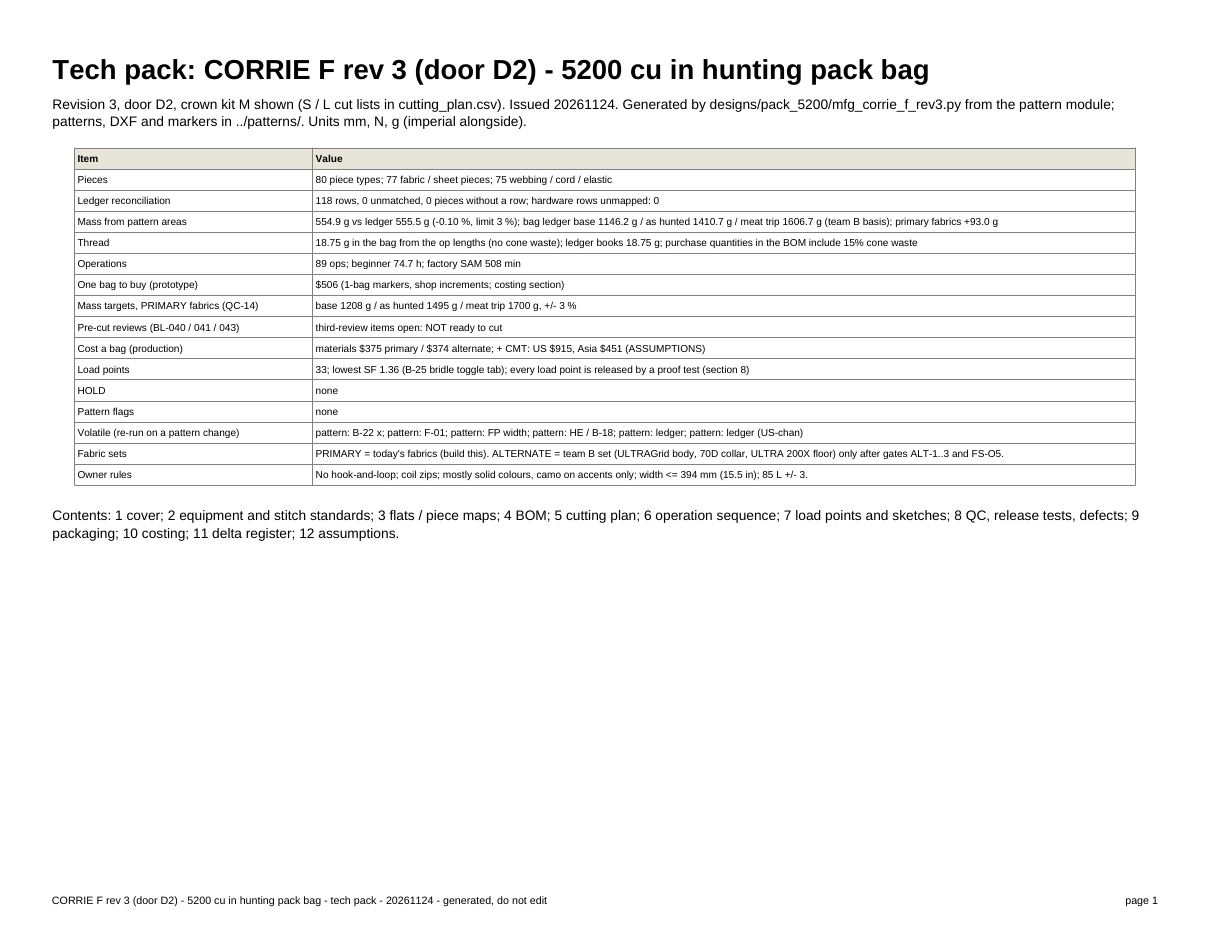 Tech pack: CORRIE F rev 3 (door D2) - 5200 cu in hunting pack bag
Revision 3, door D2, crown kit M shown (S / L cut lists in cutting_plan.csv). Issued 20261124. Generated by designs/pack_5200/mfg_corrie_f_rev3.py from the pattern module;
patterns, DXF and markers in ../patterns/. Units mm, N, g (imperial alongside).
Item Value
Pieces 80 piece types; 77 fabric / sheet pieces; 75 webbing / cord / elastic
Ledger reconciliation 118 rows, 0 unmatched, 0 pieces without a row; hardware rows unmapped: 0
Mass from pattern areas 554.9 g vs ledger 555.5 g (-0.10 %, limit 3 %); bag ledger base 1146.2 g / as hunted 1410.7 g / meat trip 1606.7 g (team B basis); primary fabrics +93.0 g
Thread 18.75 g in the bag from the op lengths (no cone waste); ledger books 18.75 g; purchase quantities in the BOM include 15% cone waste
Operations 89 ops; beginner 74.7 h; factory SAM 508 min
One bag to buy (prototype) $506 (1-bag markers, shop increments; costing section)
Mass targets, PRIMARY fabrics (QC-14) base 1208 g / as hunted 1495 g / meat trip 1700 g, +/- 3 %
Pre-cut reviews (BL-040 / 041 / 043) third-review items open: NOT ready to cut
Cost a bag (production) materials $375 primary / $374 alternate; + CMT: US $915, Asia $451 (ASSUMPTIONS)
Load points 33; lowest SF 1.36 (B-25 bridle toggle tab); every load point is released by a proof test (section 8)
HOLD none
Pattern flags none
Volatile (re-run on a pattern change) pattern: B-22 x; pattern: F-01; pattern: FP width; pattern: HE / B-18; pattern: ledger; pattern: ledger (US-chan)
Fabric sets PRIMARY = today's fabrics (build this). ALTERNATE = team B set (ULTRAGrid body, 70D collar, ULTRA 200X floor) only after gates ALT-1..3 and FS-O5.
Owner rules No hook-and-loop; coil zips; mostly solid colours, camo on accents only; width <= 394 mm (15.5 in); 85 L +/- 3.
Contents: 1 cover; 2 equipment and stitch standards; 3 flats / piece maps; 4 BOM; 5 cutting plan; 6 operation sequence; 7 load points and sketches; 8 QC, release tests, defects; 9
packaging; 10 costing; 11 delta register; 12 assumptions.
CORRIE F rev 3 (door D2) - 5200 cu in hunting pack bag - tech pack - 20261124 - generated, do not edit page 1